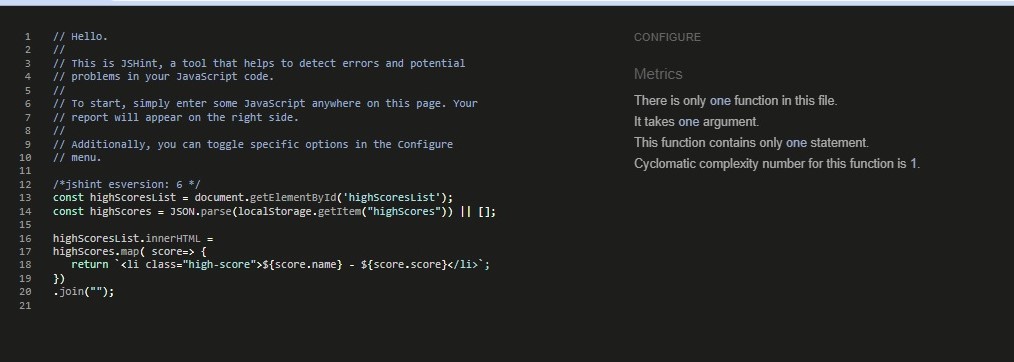 1 // Hello.
2 //
3 // This is JSHint, a tool that helps to detect errors and potential
4 // problems in your JavaScript code.
5 //
6 // To start, simply enter some JavaScript anywhere on this page. Your
7 // report will appear on the right side.
8 //
9 // Additionally, you can toggle specific options in the Configure
10 // menu.
11
12 /*jshint esversion: 6 */
13 const highScoresList = document.getElementById('highScoresList');
14 const highScores = JSON.parse(localStorage.getItem("highScores")) || [];
15
16 highScoresList.innerHTML =
17 highScores.map( score=> {
18    return `<li class="high-score">${score.name} - ${score.score}</li>`;
19 })
20 .join("");
21
CONFIGURE
Metrics
There is only one function in this file.
It takes one argument.
This function contains only one statement.
Cyclomatic complexity number for this function is 1.